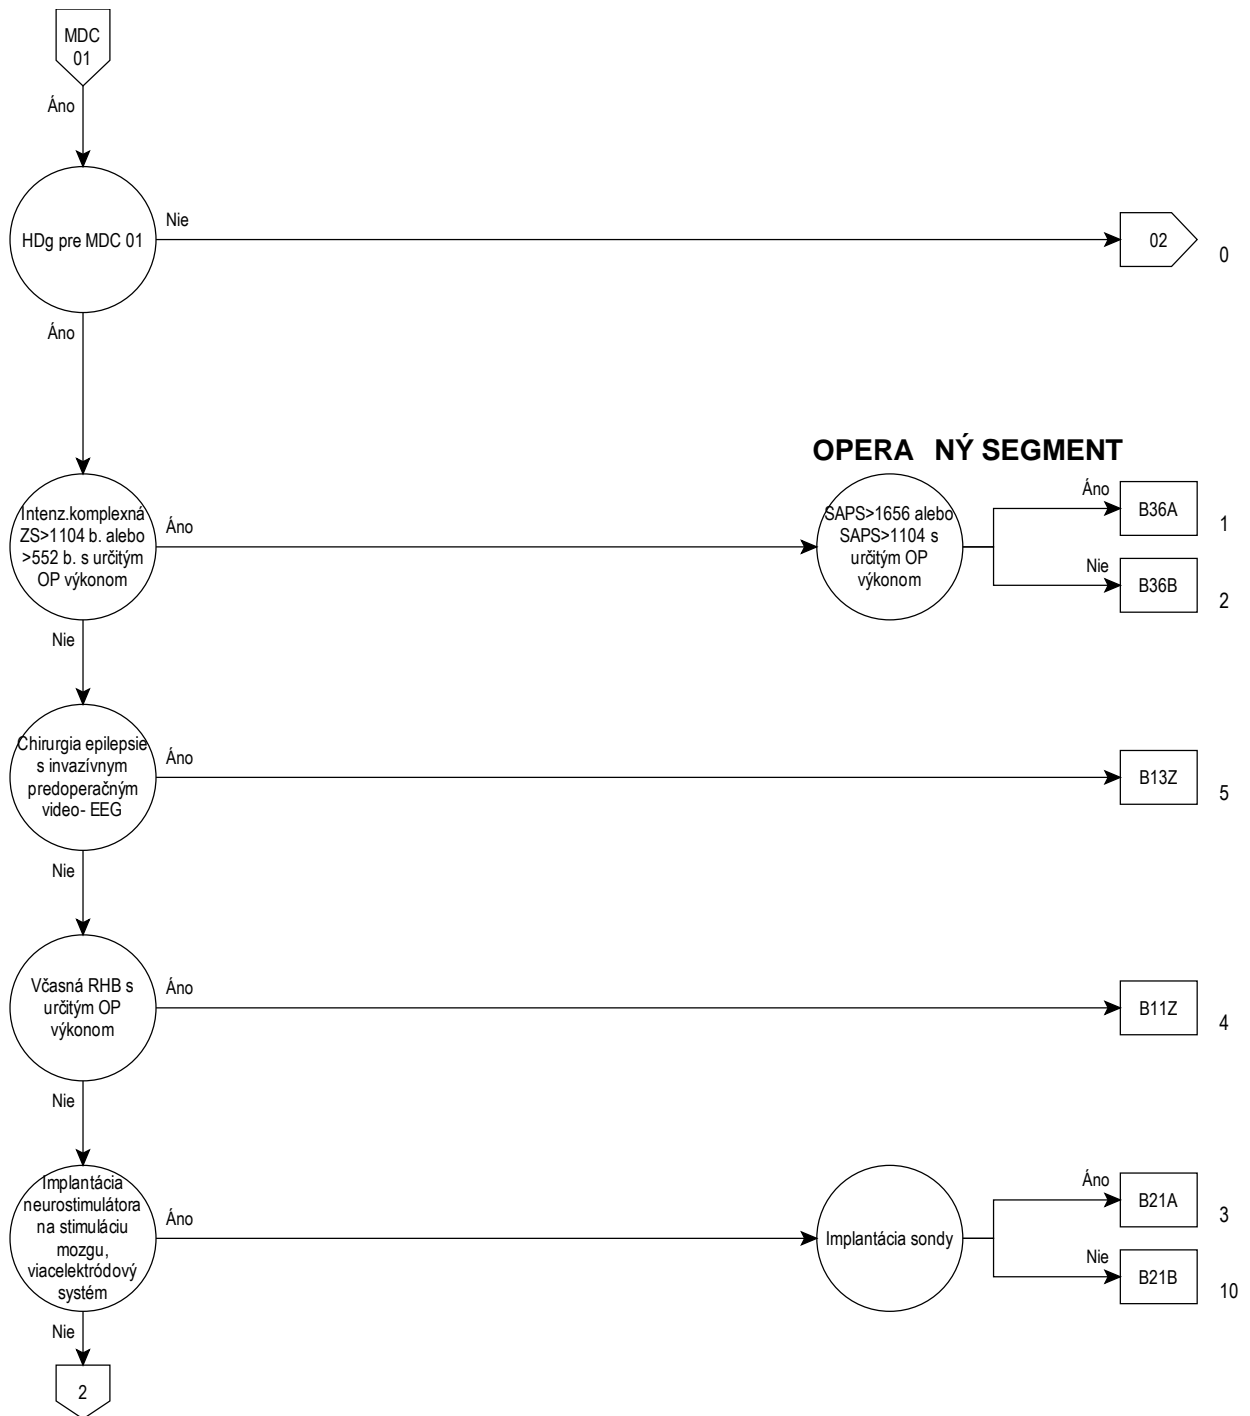 MDC
01
Áno
HDg pre MDC 01
Nie
02
0
Áno
OPERA NÝ SEGMENT
Intenz.komplexná
ZS>1104 b. alebo
>552 b. s určitým
OP výkonom
Áno
SAPS>1656 alebo
SAPS>1104 s
určitým OP
výkonom
Áno
B36A
1
Nie
B36B
2
Nie
Chirurgia epilepsie
s invazívnym
predoperačným
video- EEG
Áno
B13Z
5
Nie
Včasná RHB s
určitým OP
výkonom
Áno
B11Z
4
Nie
Implantácia
neurostimulátora
na stimuláciu
mozgu,
viacelektródový
systém
Áno
Implantácia sondy
Áno
B21A
3
Nie
B21B
10
Nie
2